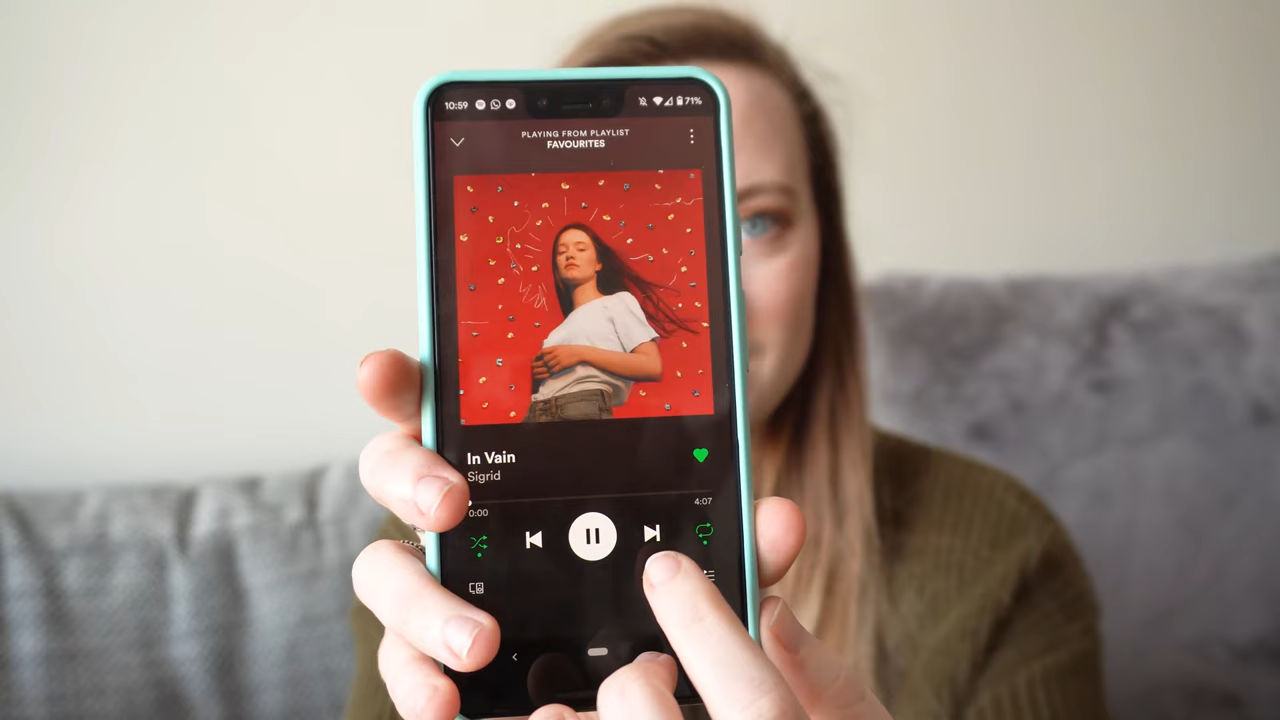 10:59 71%
PLAYING FROM PLAYLIST
FAVOURITES
In Vain
Sigrid
0:00 4:07